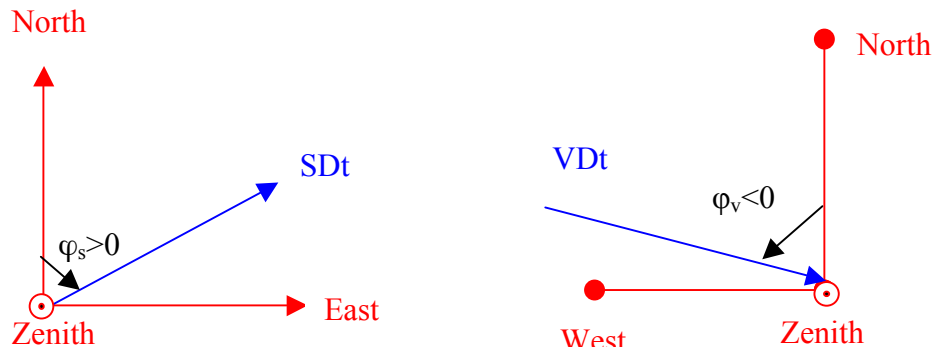 North
SDt
φs>0
East
Zenith
North
VDt
φv<0
West
Zenith